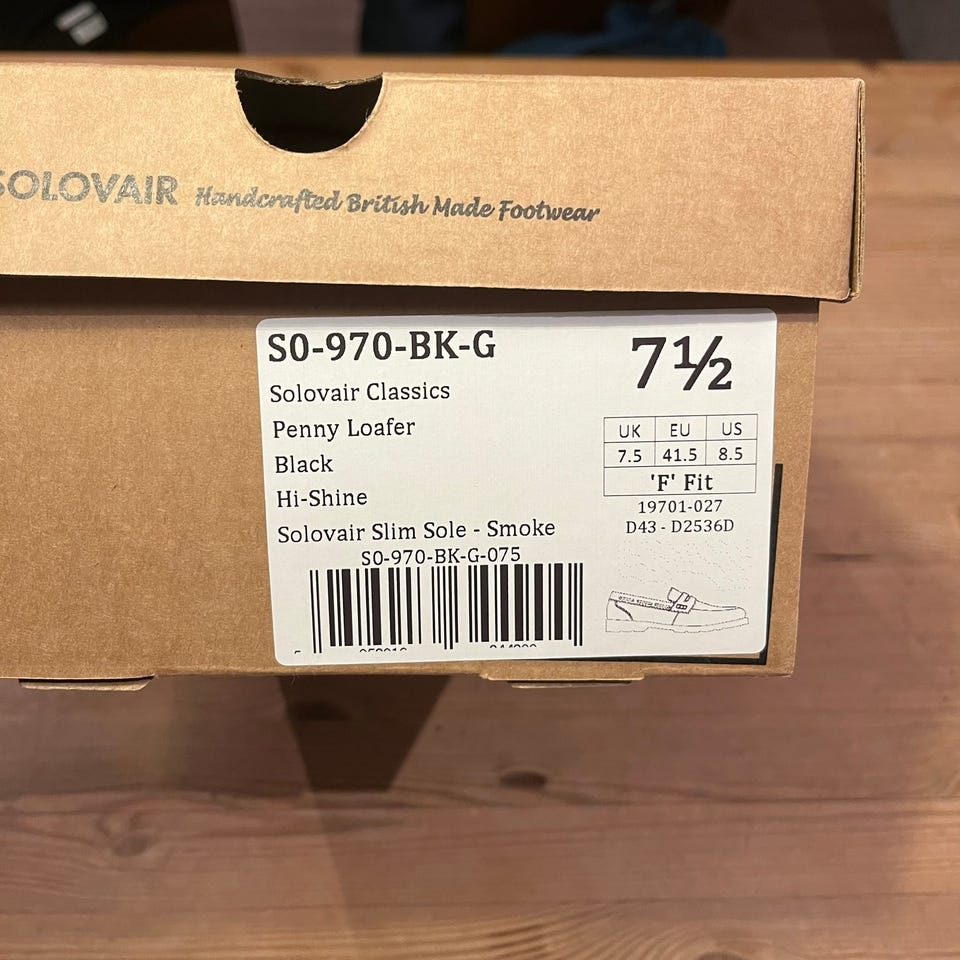 SOLOVAIR Handcrafted British Made Footwear
S0-970-BK-G
7½
Solovair Classics
Penny Loafer
Black
Hi-Shine
Solovair Slim Sole - Smoke
UK EU US
7.5 41.5 8.5
'F' Fit
19701-027
D43 - D2536D
S0-970-BK-G-075